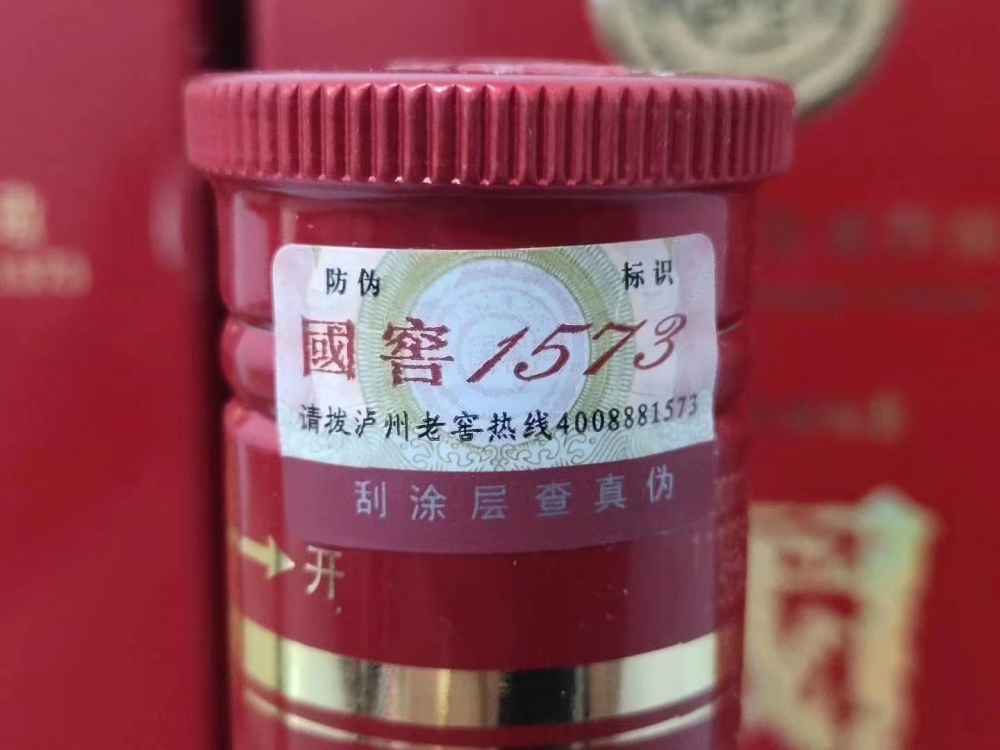 防伪 标识
國窖1573
请拨泸州老窖热线4008881573
刮涂层查真伪
开